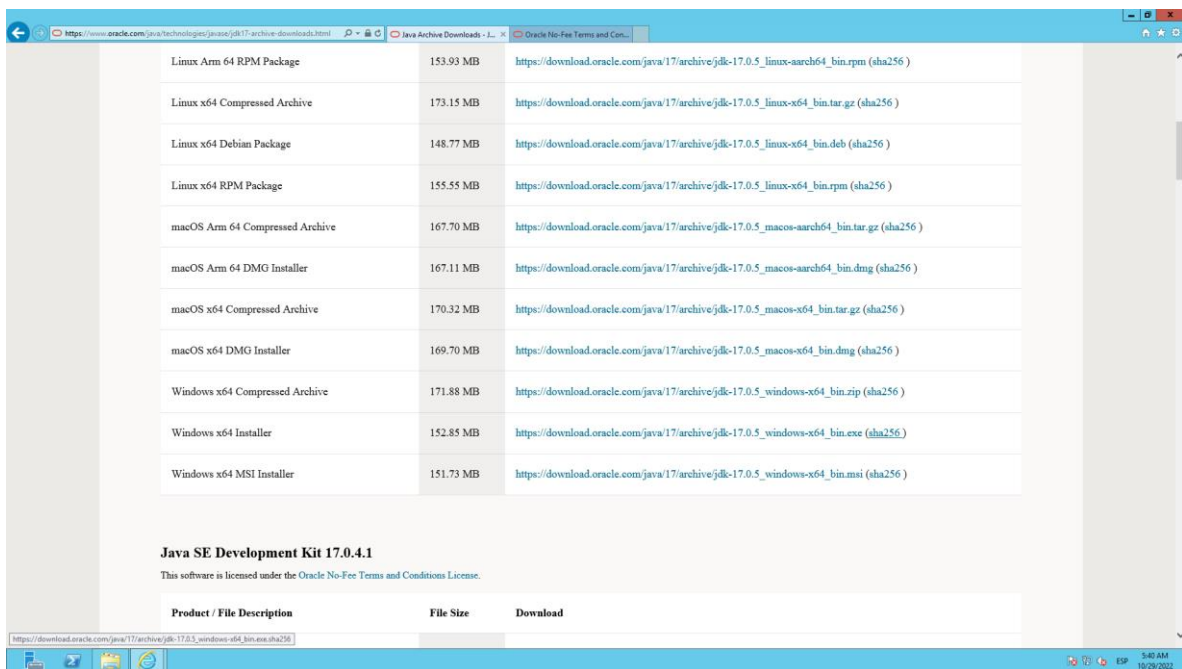 https://www.oracle.com/java/technologies/javase/jdk17-archive-downloads.html
Java Archive Downloads - J...
Oracle No-Fee Terms and Con...
Linux Arm 64 RPM Package 153.93 MB https://download.oracle.com/java/17/archive/jdk-17.0.5_linux-aarch64_bin.rpm (sha256 )
Linux x64 Compressed Archive 173.15 MB https://download.oracle.com/java/17/archive/jdk-17.0.5_linux-x64_bin.tar.gz (sha256 )
Linux x64 Debian Package 148.77 MB https://download.oracle.com/java/17/archive/jdk-17.0.5_linux-x64_bin.deb (sha256 )
Linux x64 RPM Package 155.55 MB https://download.oracle.com/java/17/archive/jdk-17.0.5_linux-x64_bin.rpm (sha256 )
macOS Arm 64 Compressed Archive 167.70 MB https://download.oracle.com/java/17/archive/jdk-17.0.5_macos-aarch64_bin.tar.gz (sha256 )
macOS Arm 64 DMG Installer 167.11 MB https://download.oracle.com/java/17/archive/jdk-17.0.5_macos-aarch64_bin.dmg (sha256 )
macOS x64 Compressed Archive 170.32 MB https://download.oracle.com/java/17/archive/jdk-17.0.5_macos-x64_bin.tar.gz (sha256 )
macOS x64 DMG Installer 169.70 MB https://download.oracle.com/java/17/archive/jdk-17.0.5_macos-x64_bin.dmg (sha256 )
Windows x64 Compressed Archive 171.88 MB https://download.oracle.com/java/17/archive/jdk-17.0.5_windows-x64_bin.zip (sha256 )
Windows x64 Installer 152.85 MB https://download.oracle.com/java/17/archive/jdk-17.0.5_windows-x64_bin.exe (sha256 )
Windows x64 MSI Installer 151.73 MB https://download.oracle.com/java/17/archive/jdk-17.0.5_windows-x64_bin.msi (sha256 )
Java SE Development Kit 17.0.4.1
This software is licensed under the Oracle No-Fee Terms and Conditions License.
Product / File Description File Size Download
https://download.oracle.com/java/17/archive/jdk-17.0.5_windows-x64_bin.exe.sha256
ESP
5:40 AM
10/29/2022